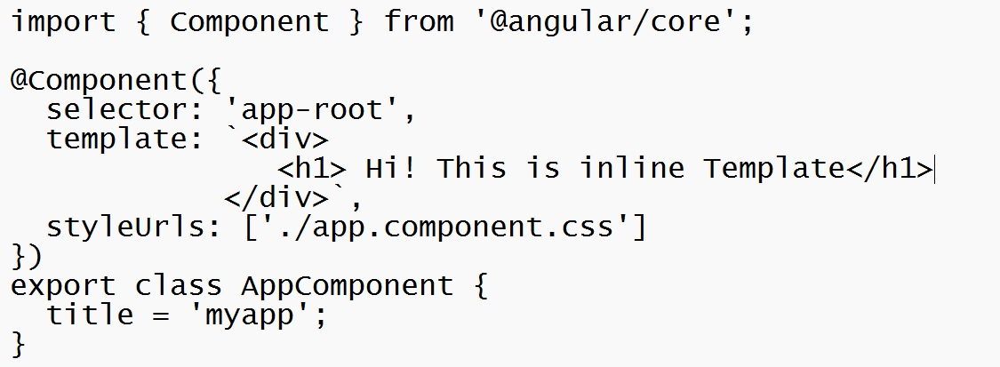 import { Component } from '@angular/core';

@Component({
  selector: 'app-root',
  template: `<div>
               <h1> Hi! This is inline Template</h1>
            </div>`,
  styleUrls: ['./app.component.css']
})
export class AppComponent {
  title = 'myapp';
}